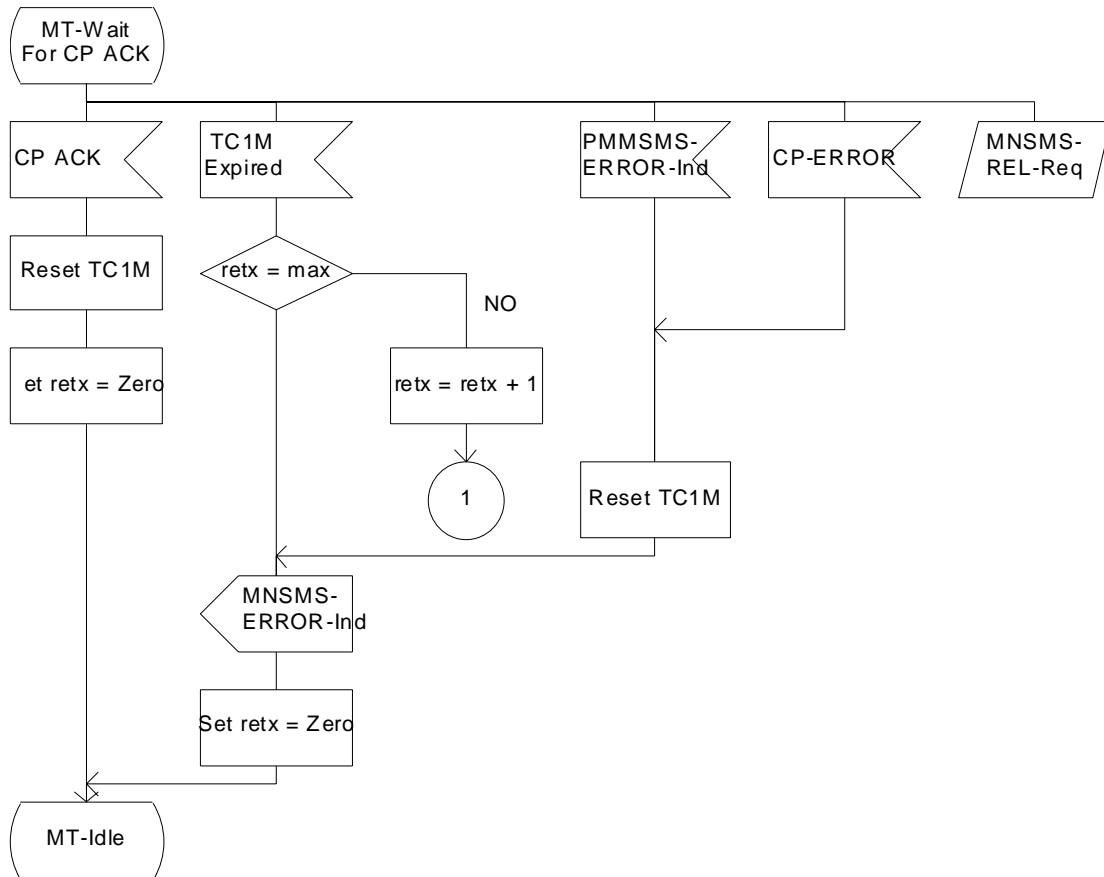 MT-Wait
For CP ACK
CP ACK
TC1M
Expired
PMMSMS-
ERROR-Ind
CP-ERROR
MNSMS-
REL-Req
Reset TC1M
retx = max
NO
et retx = Zero
retx = retx + 1
1
Reset TC1M
MNSMS-
ERROR-Ind
Set retx = Zero
MT-Idle